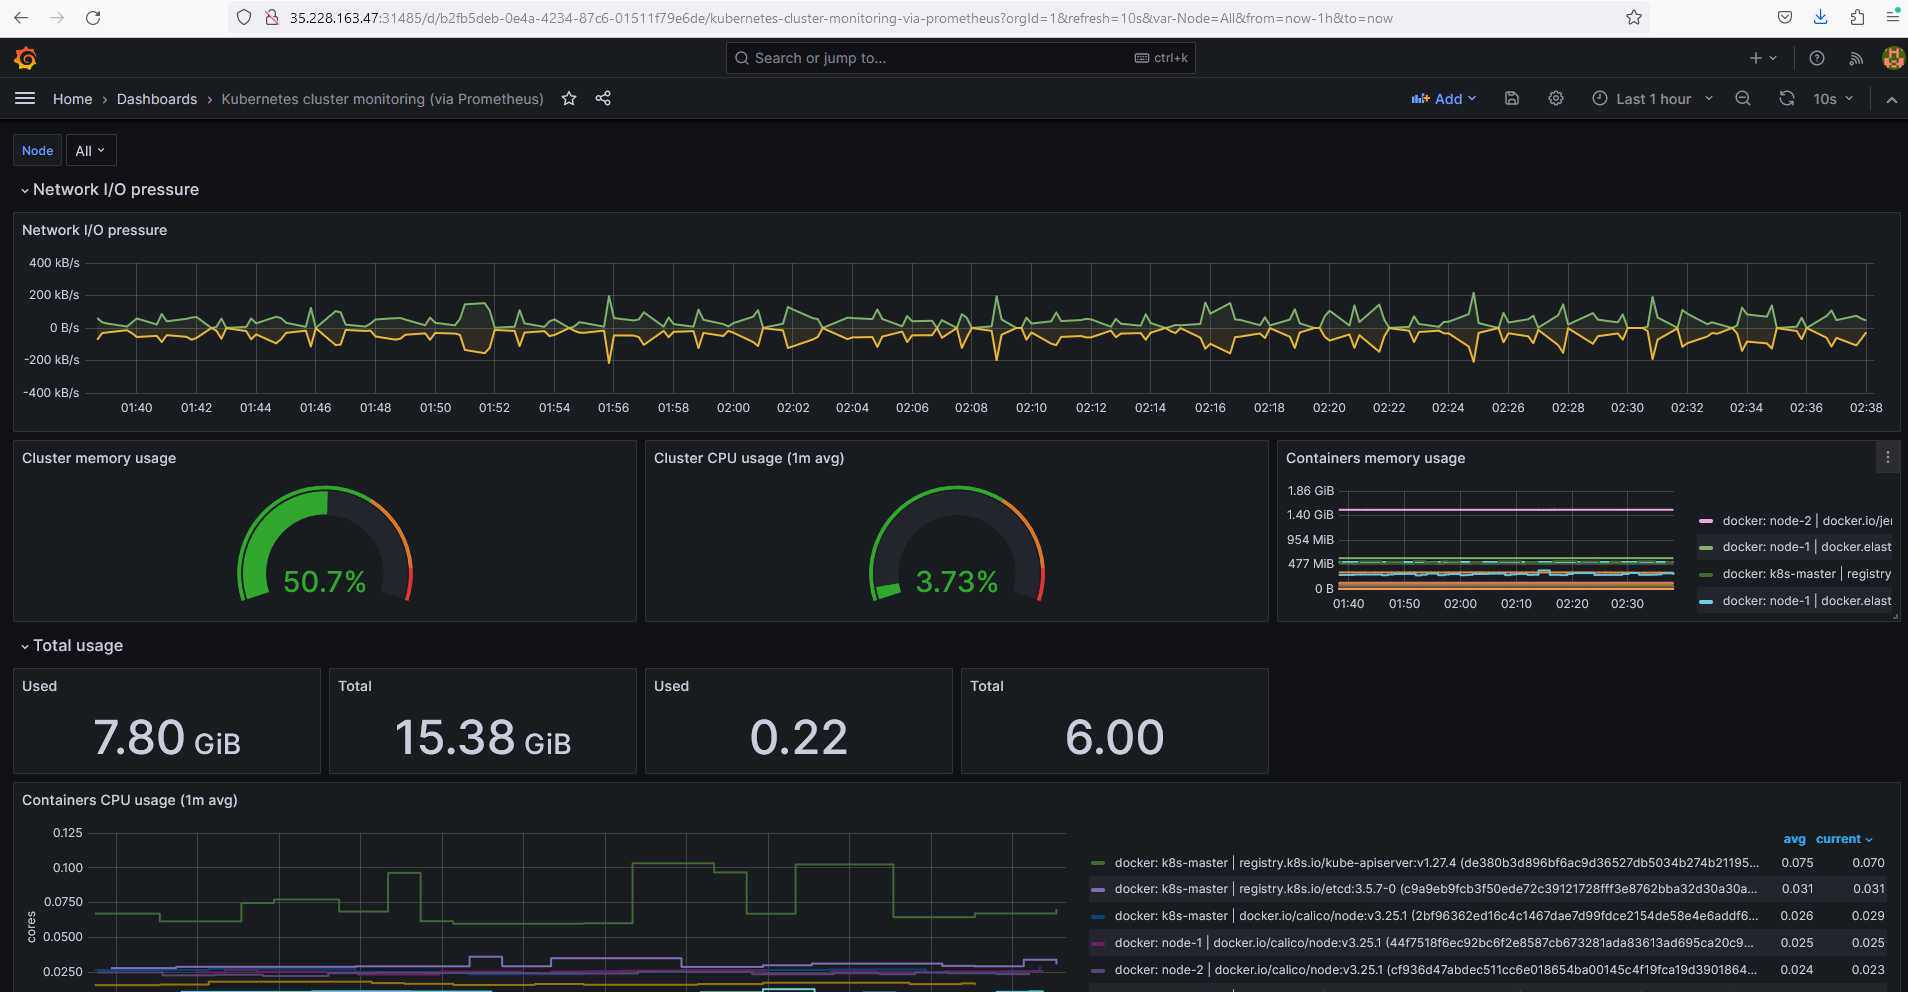 35.228.163.47:31485/d/b2fb5deb-0e4a-4234-87c6-01511f79e6de/kubernetes-cluster-monitoring-via-prometheus?orgId=1&refresh=10s&var-Node=All&from=now-1h&to=now
Search or jump to... ctrl+k
Home › Dashboards › Kubernetes cluster monitoring (via Prometheus) Add Last 1 hour 10s
Node All
Network I/O pressure
Network I/O pressure
400 kB/s
200 kB/s
0 B/s
-200 kB/s
-400 kB/s
01:40 01:42 01:44 01:46 01:48 01:50 01:52 01:54 01:56 01:58 02:00 02:02 02:04 02:06 02:08 02:10 02:12 02:14 02:16 02:18 02:20 02:22 02:24 02:26 02:28 02:30 02:32 02:34 02:36 02:38
Cluster memory usage
50.7%
Cluster CPU usage (1m avg)
3.73%
Containers memory usage
1.86 GiB
1.40 GiB
954 MiB
477 MiB
0 B
01:40 01:50 02:00 02:10 02:20 02:30
docker: node-2 | docker.io/jer
docker: node-1 | docker.elast
docker: k8s-master | registry
docker: node-1 | docker.elast
Total usage
Used
7.80 GiB
Total
15.38 GiB
Used
0.22
Total
6.00
Containers CPU usage (1m avg)
cores
0.125
0.100
0.0750
0.0500
0.0250
avg current
docker: k8s-master | registry.k8s.io/kube-apiserver:v1.27.4 (de380b3d896bf6ac9d36527db5034b274b21195... 0.075 0.070
docker: k8s-master | registry.k8s.io/etcd:3.5.7-0 (c9a9eb9fcb3f50ede72c39121728fff3e8762bba32d30a30a... 0.031 0.031
docker: k8s-master | docker.io/calico/node:v3.25.1 (2bf96362ed16c4c1467dae7d99fdce2154de58e4e6addf6... 0.026 0.029
docker: node-1 | docker.io/calico/node:v3.25.1 (44f7518f6ec92bc6f2e8587cb673281ada83613ad695ca20c9... 0.025 0.025
docker: node-2 | docker.io/calico/node:v3.25.1 (cf936d47abdec511cc6e018654ba00145c4f19fca19d3901864... 0.024 0.023